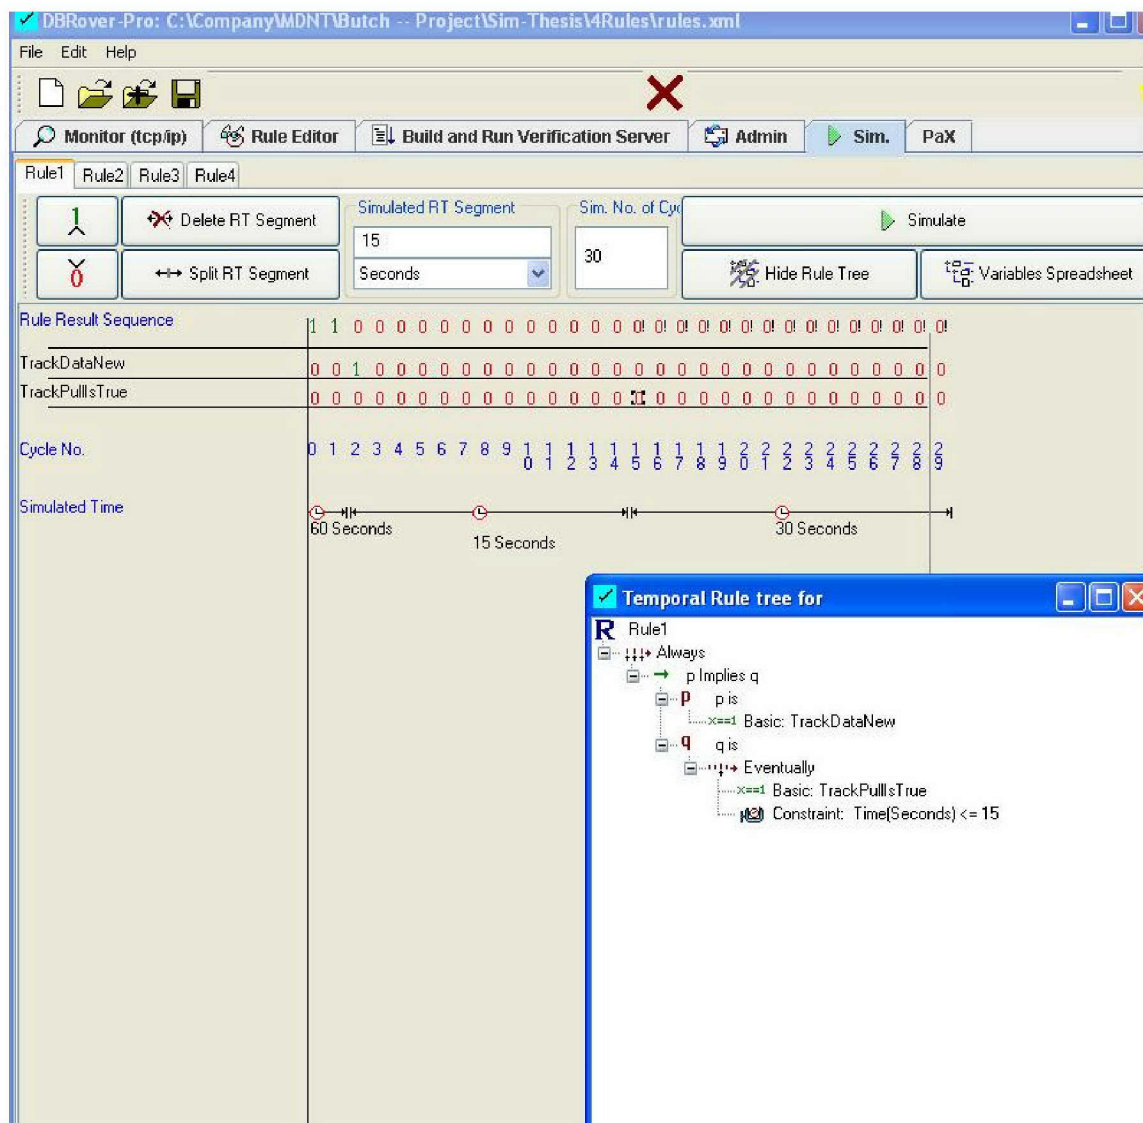 DBRover-Pro: C:\Company\MDNT\Butch -- Project\Sim-Thesis\4Rules\rules.xml
File Edit Help
Monitor (tcp/ip) Rule Editor Build and Run Verification Server Admin Sim. PaX
Rule1 Rule2 Rule3 Rule4
1 Delete RT Segment Simulated RT Segment 15 Sim. No. of Cyc 30 Simulate
0 Split RT Segment Seconds Hide Rule Tree Variables Spreadsheet
Rule Result Sequence 1 1 0 0 0 0 0 0 0 0 0 0 0 0 0 0! 0! 0! 0! 0! 0! 0! 0! 0! 0! 0! 0! 0! 0! 0!
TrackDataNew 0 0 1 0 0 0 0 0 0 0 0 0 0 0 0 0 0 0 0 0 0 0 0 0 0 0 0 0 0 0
TrackPullIsTrue 0 0 0 0 0 0 0 0 0 0 0 0 0 0 0 0 0 0 0 0 0 0 0 0 0 0 0 0 0
Cycle No. 0 1 2 3 4 5 6 7 8 9 10 11 12 13 14 15 16 17 18 19 20 21 22 23 24 25 26 27 28 29
Simulated Time
60 Seconds 15 Seconds 30 Seconds
Temporal Rule tree for
R Rule1
Always
p Implies q
p p is
x==1 Basic: TrackDataNew
q q is
Eventually
x==1 Basic: TrackPullIsTrue
Constraint: Time(Seconds) <= 15